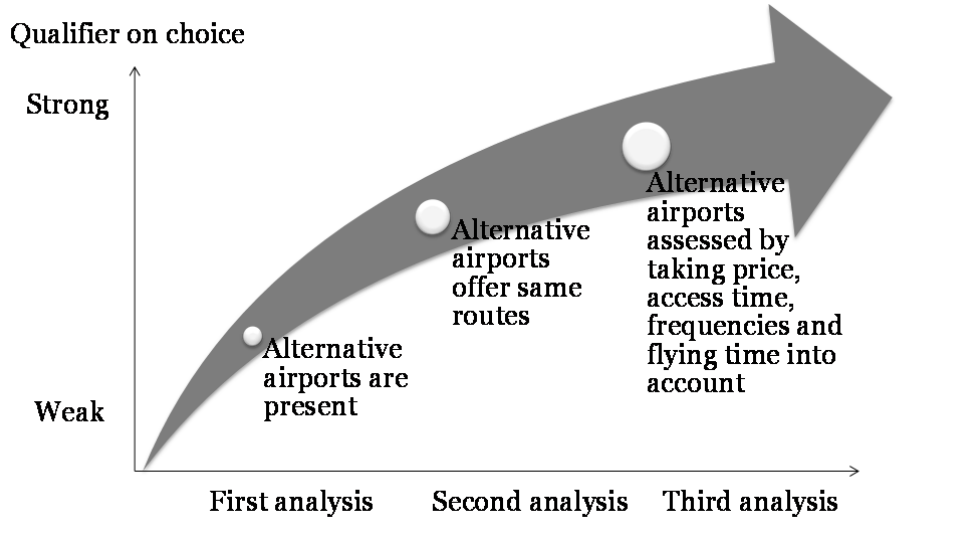 Qualifier on choice
Strong
Weak
Alternative
airports are
present
Alternative
airports
offer same
routes
Alternative
airports
assessed by
taking price,
access time,
frequencies and
flying time into
account
First analysis
Second analysis
Third analysis